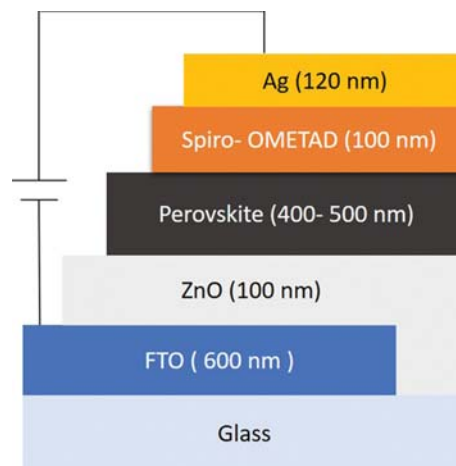 Ag (120 nm)
Spiro- OMETAD (100 nm)
Perovskite (400- 500 nm)
ZnO (100 nm)
FTO ( 600 nm )
Glass